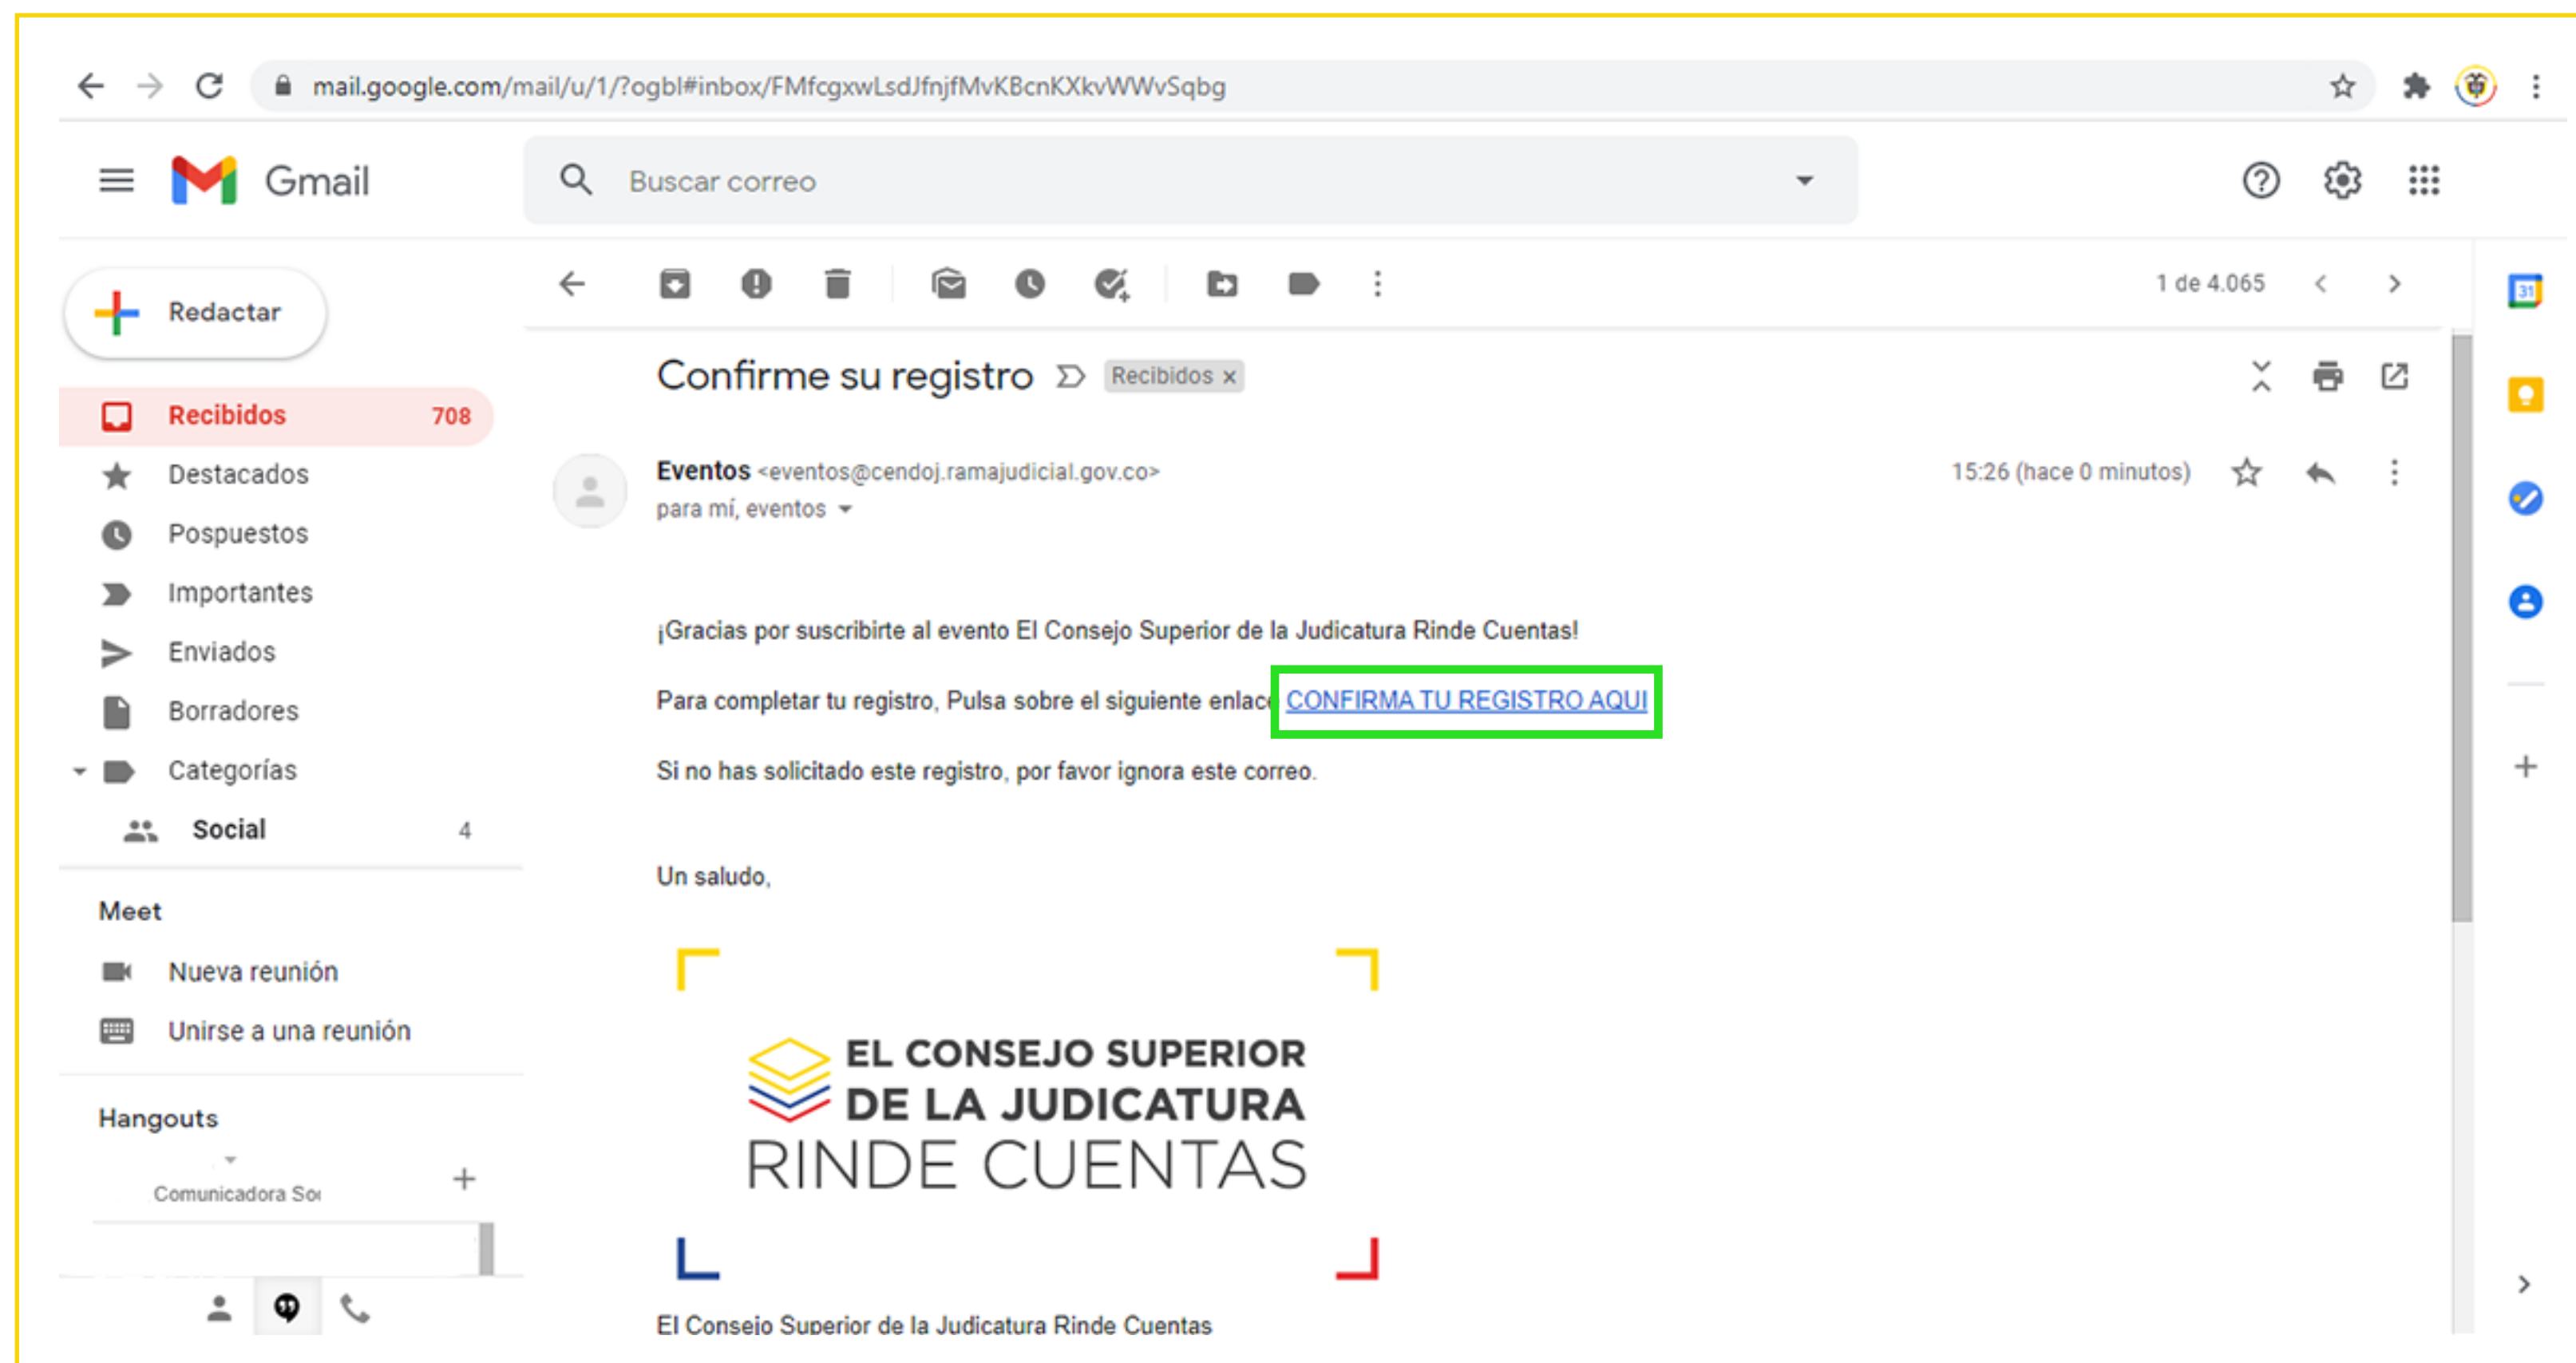 mail.google.com/mail/u/1/?ogbl#inbox/FMfcgxwLsdJfnjfMvKBcnKXkvWWvSqbg
Gmail
Buscar correo
Redactar
1 de 4.065
Confirme su registro
Recibidos x
Recibidos 708
Destacados
Pospuestos
Importantes
Enviados
Borradores
Categorías
Social 4
Meet
Nueva reunión
Unirse a una reunión
Hangouts
Comunicadora
Eventos <eventos@cendoj.ramajudicial.gov.co>
15:26 (hace 0 minutos)
para mí, eventos
¡Gracias por suscribirte al evento El Consejo Superior de la Judicatura Rinde Cuentas!
Para completar tu registro, Pulsa sobre el siguiente enlace CONFIRMA TU REGISTRO AQUI
Si no has solicitado este registro, por favor ignora este correo.
Un saludo,
EL CONSEJO SUPERIOR
DE LA JUDICATURA
RINDE CUENTAS
El Consejo Superior de la Judicatura Rinde Cuentas
31